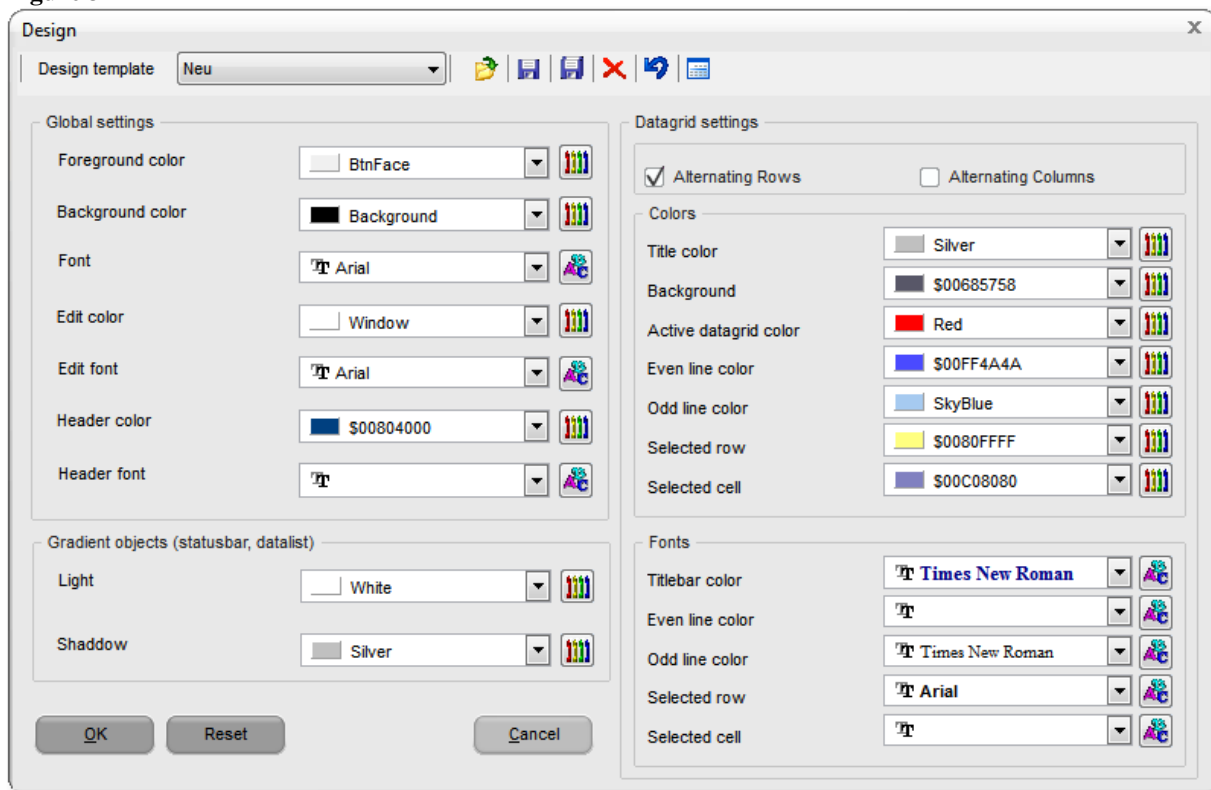 Design
Design template Neu
Global settings
Foreground color BtnFace
Background color Background
Font Arial
Edit color Window
Edit font Arial
Header color $00804000
Header font
Gradient objects (statusbar, datalist)
Light White
Shaddow Silver
OK Reset Cancel
Datagrid settings
Alternating Rows Alternating Columns
Colors
Title color Silver
Background $00685758
Active datagrid color Red
Even line color $00FF4A4A
Odd line color SkyBlue
Selected row $0080FFFF
Selected cell $00C08080
Fonts
Titlebar color Times New Roman
Even line color
Odd line color Times New Roman
Selected row Arial
Selected cell